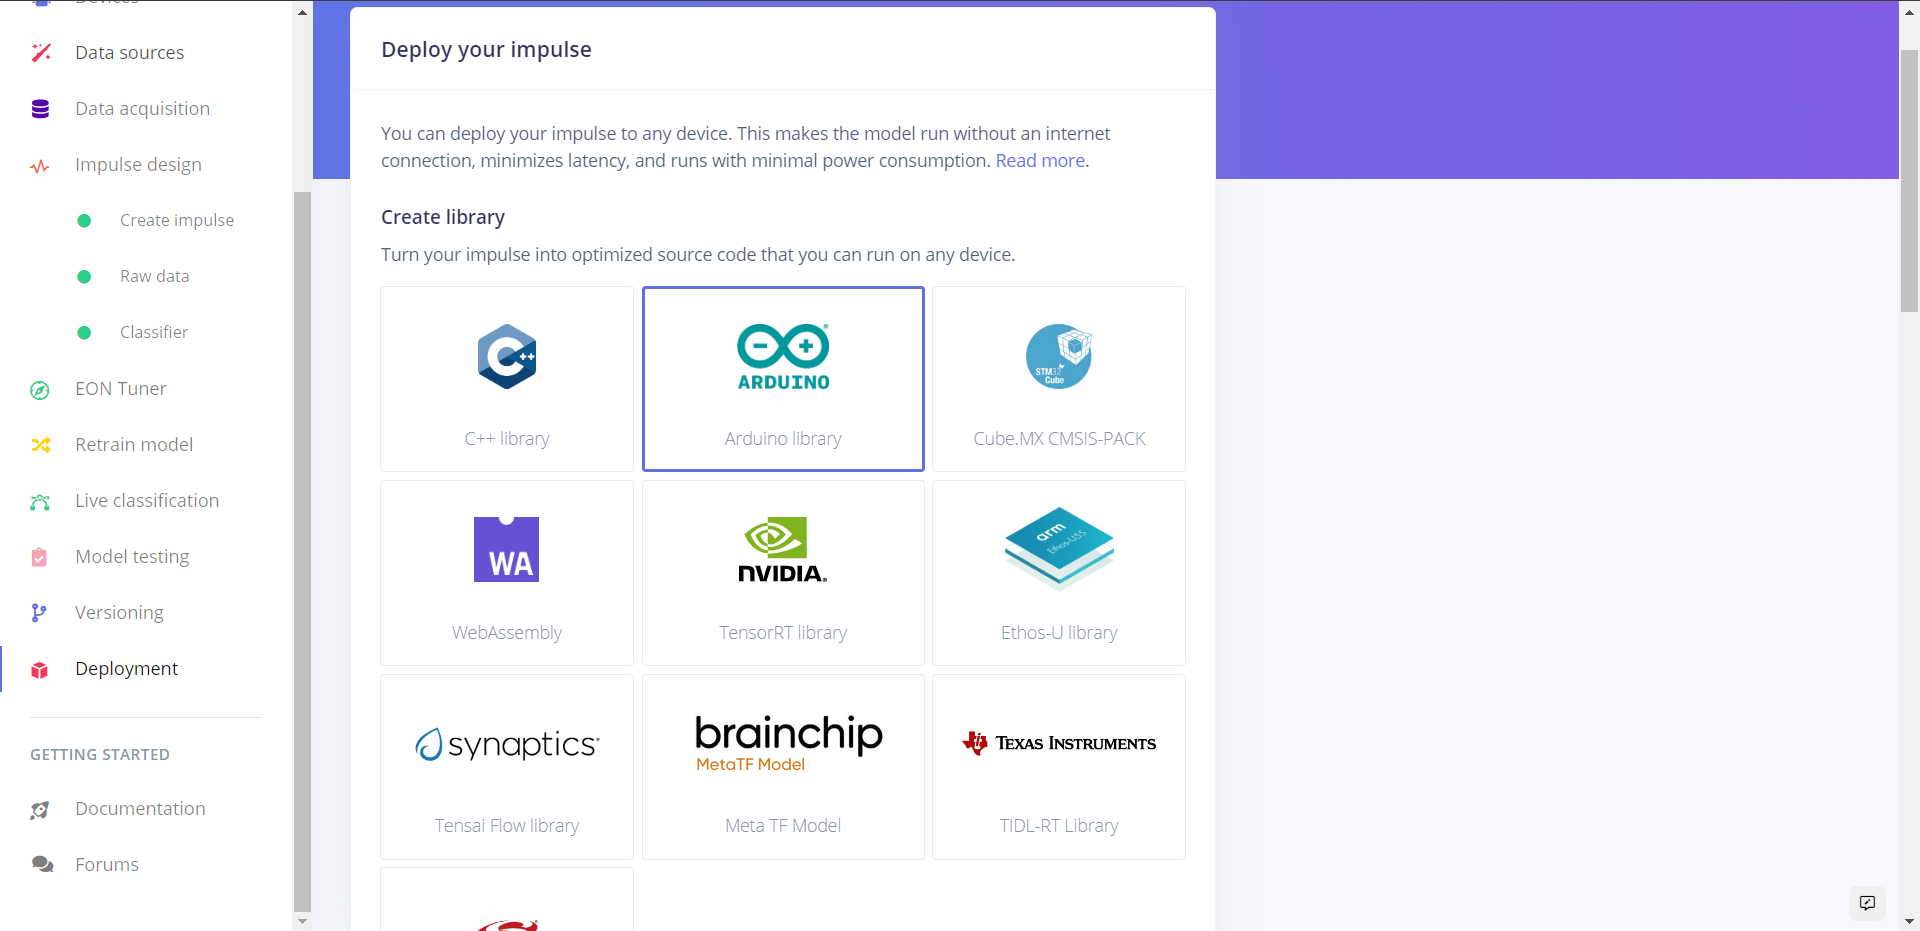 Devices
Data sources
Data acquisition
Impulse design
Create impulse
Raw data
Classifier
EON Tuner
Retrain model
Live classification
Model testing
Versioning
Deployment
GETTING STARTED
Documentation
Forums
Deploy your impulse
You can deploy your impulse to any device. This makes the model run without an internet
connection, minimizes latency, and runs with minimal power consumption. Read more.
Create library
Turn your impulse into optimized source code that you can run on any device.
C++
C++ library
ARDUINO
Arduino library
STM32
Cube
Cube.MX CMSIS-PACK
WA
WebAssembly
NVIDIA.
TensorRT library
arm
Ethos-U55
Ethos-U library
synaptics
Tensai Flow library
brainchip
MetaTF Model
Meta TF Model
TEXAS INSTRUMENTS
TIDL-RT Library